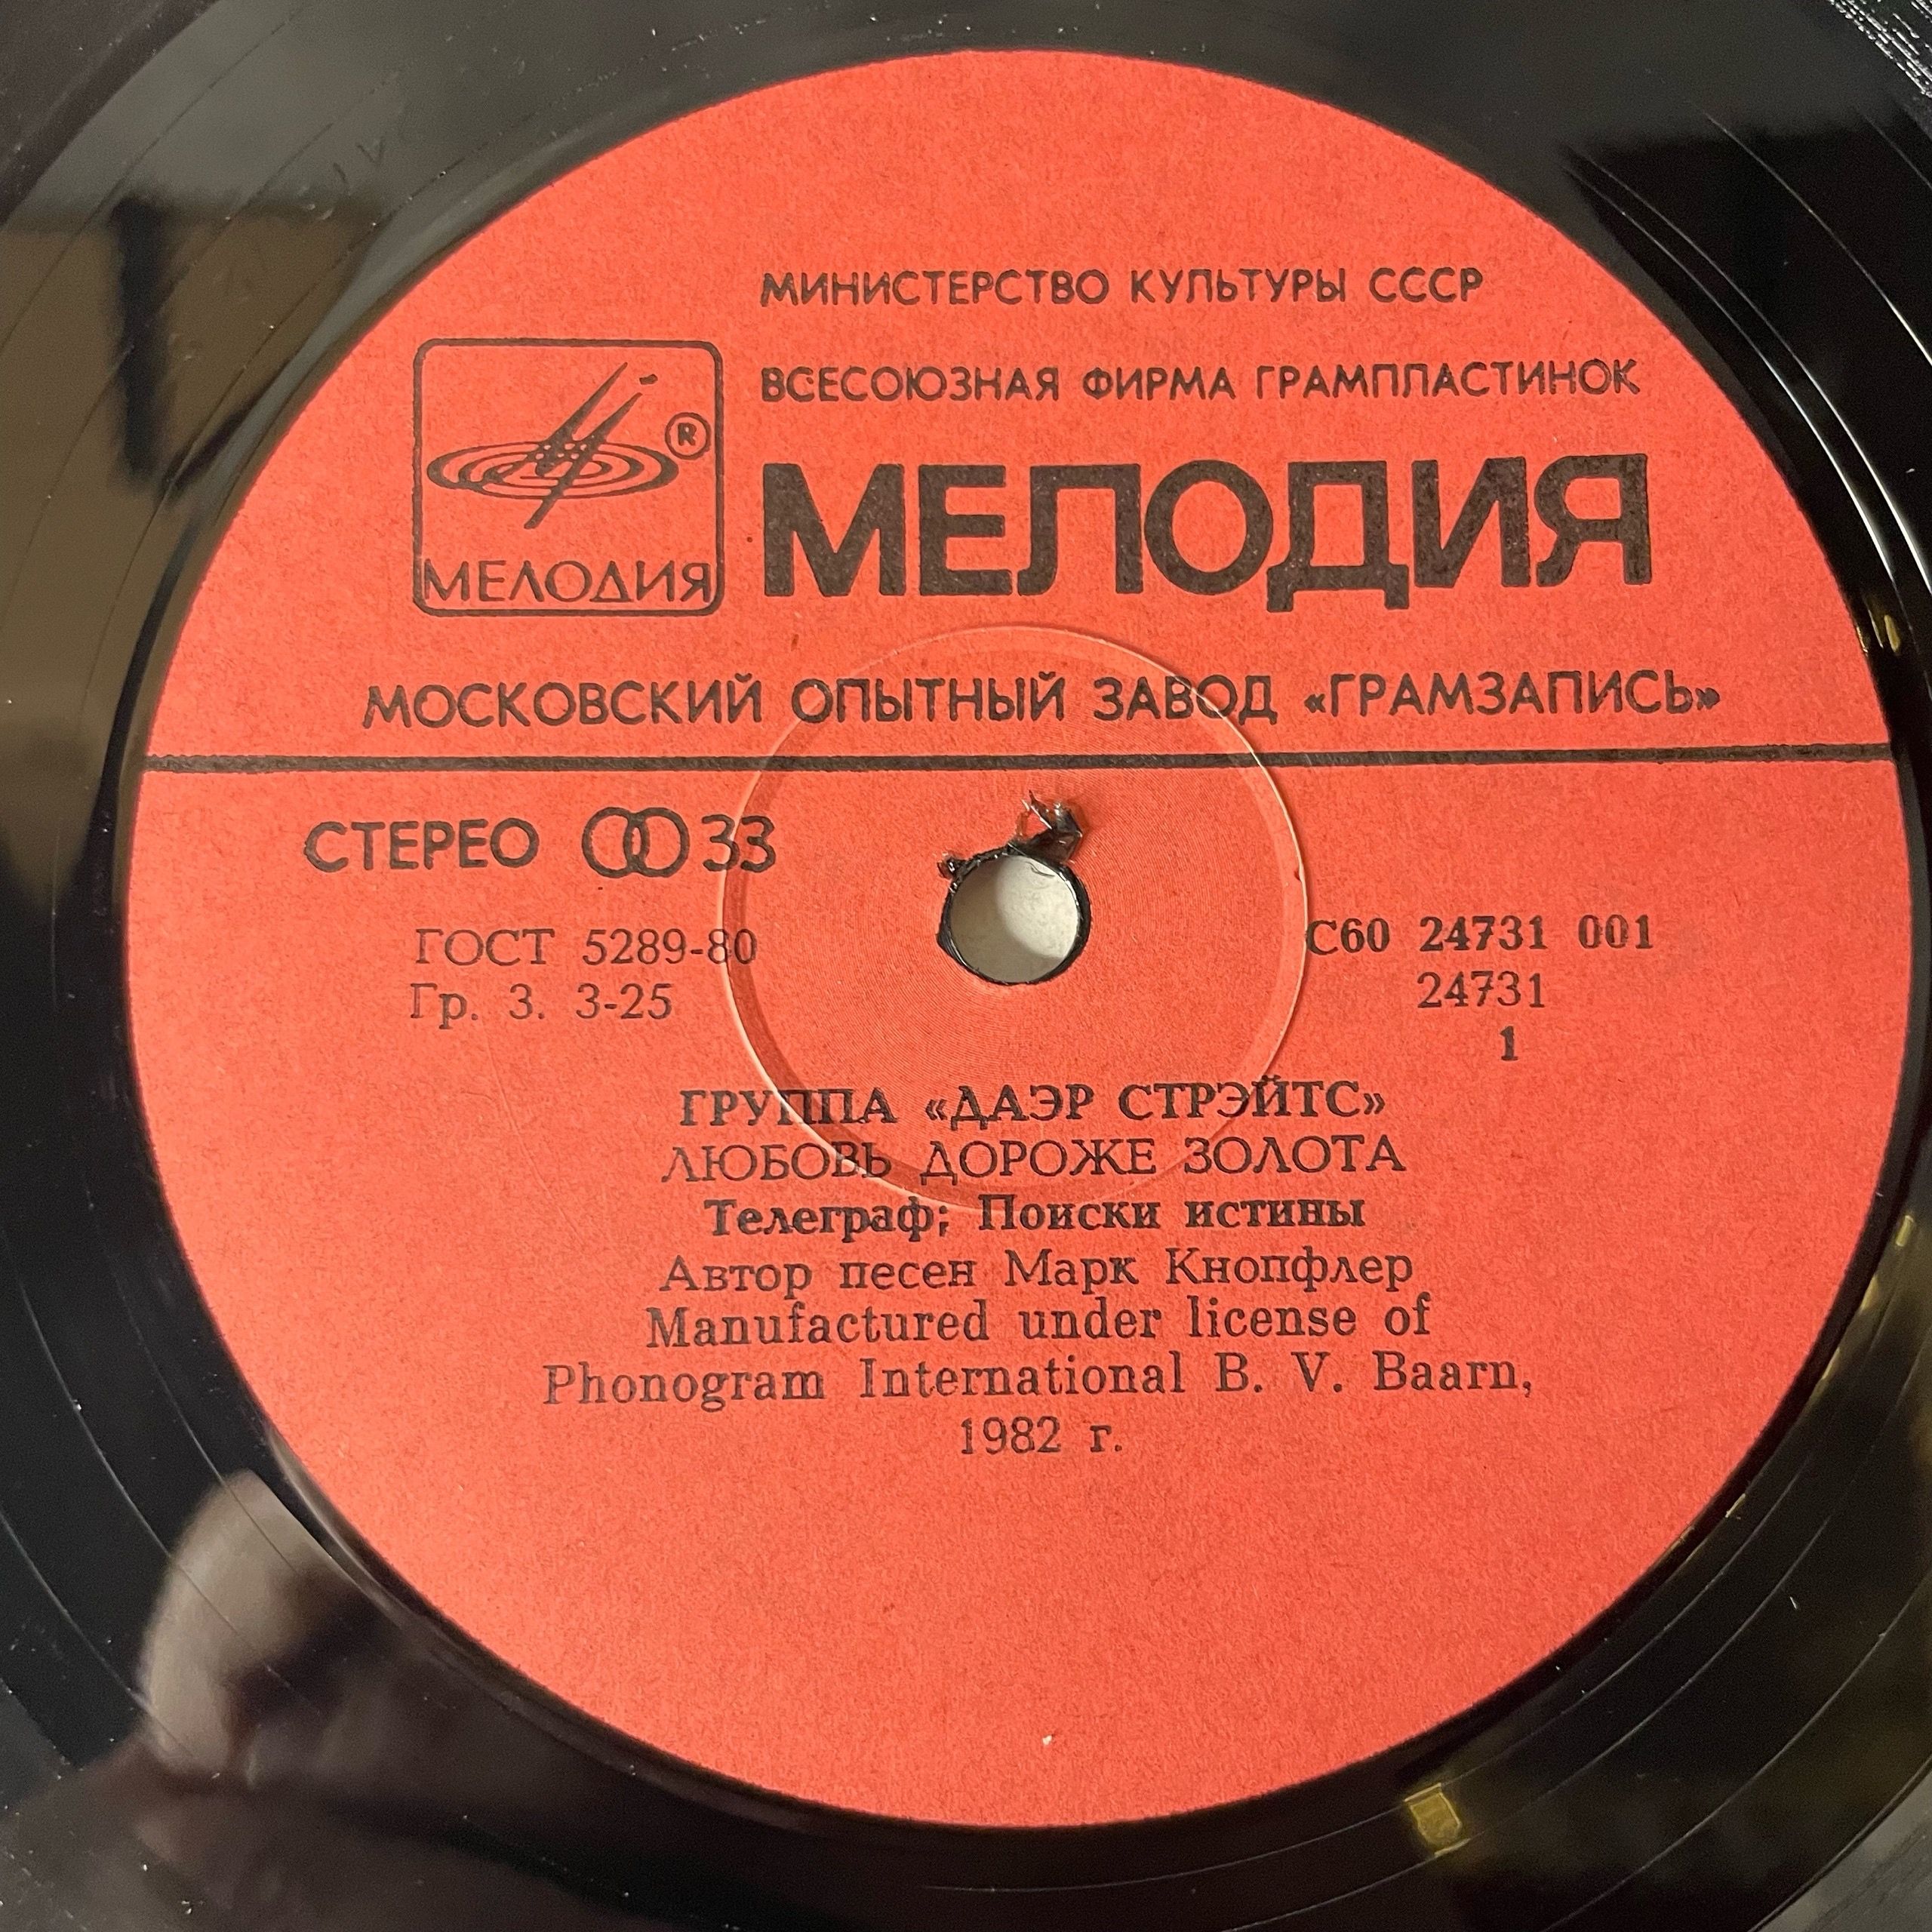 МИНИСТЕРСТВО КУЛЬТУРЫ СССР
ВСЕСОЮЗНАЯ ФИРМА ГРАМПЛАСТИНОК
®
МЕЛОДИЯ
МЕЛОДИЯ
МОСКОВСКИЙ ОПЫТНЫЙ ЗАВОД «ГРАМЗАПИСЬ»
СТЕРЕО 33
ГОСТ 5289-80
Гр. 3. 3-25
С60 24731 001
24731
1
ГРУППА «ДАЭР СТРЭЙТС»
ЛЮБОВЬ ДОРОЖЕ ЗОЛОТА
Телеграф; Поиски истины
Автор песен Марк Кнопфлер
Manufactured under license of
Phonogram International B. V. Baarn,
1982 г.